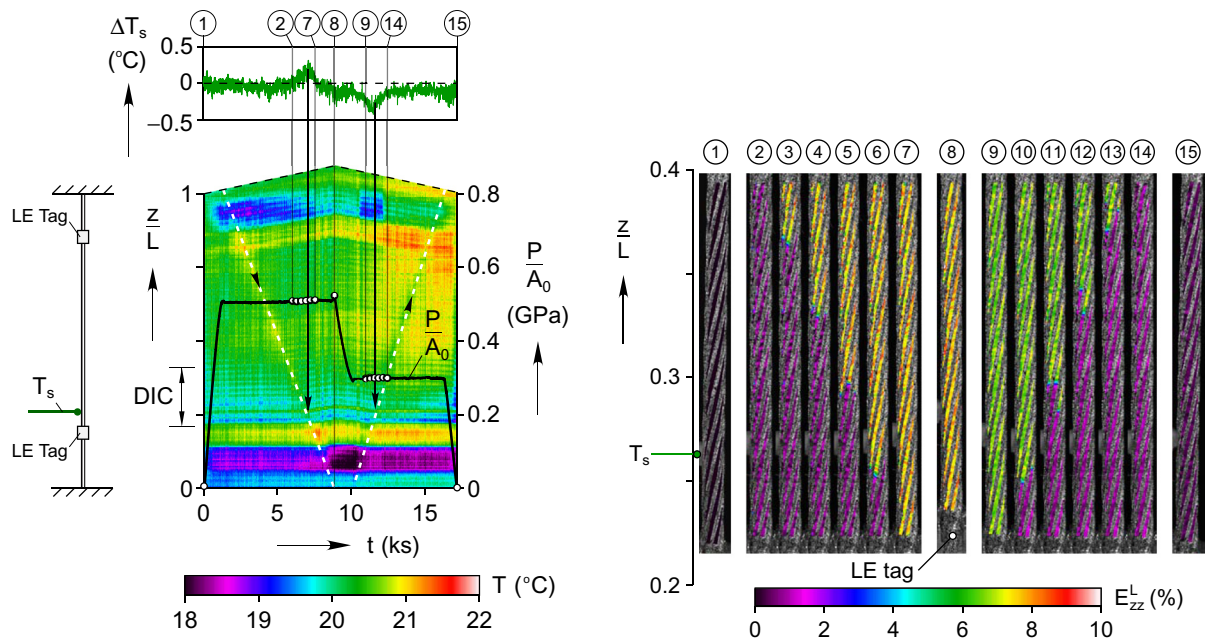 1 2 7 8 9 14 15
ΔTs
(°C)
0.5
0
−0.5
LE Tag
Ts
LE Tag
z
L
1
0
DIC
P
A0
0.8
0.6
0.4
0.2
0
P
A0
(GPa)
0 5 10 15
t (ks)
T (°C)
18 19 20 21 22
1 2 3 4 5 6 7 8 9 10 11 12 13 14 15
0.4
0.3
0.2
z
L
Ts
LE tag
E^L_zz (%)
0 2 4 6 8 10